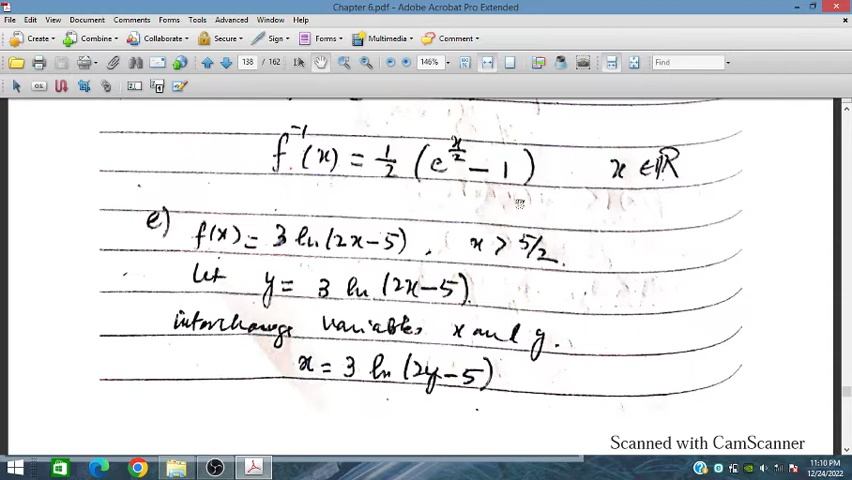 Chapter 6.pdf - Adobe Acrobat Pro Extended
File Edit View Document Comments Forms Tools Advanced Window Help
Create Combine Collaborate Secure Sign Forms Multimedia Comment
138 / 162 146% Find
f⁻¹(x) = 1/2 (e^(x/2) - 1) x ∈ ℝ
e) f(x) = 3 ln(2x-5), x > 5/2.
Let y = 3 ln (2x-5)
interchange variables x and y.
x = 3 ln (2y-5)
Scanned with CamScanner
11:10 PM
12/24/2022